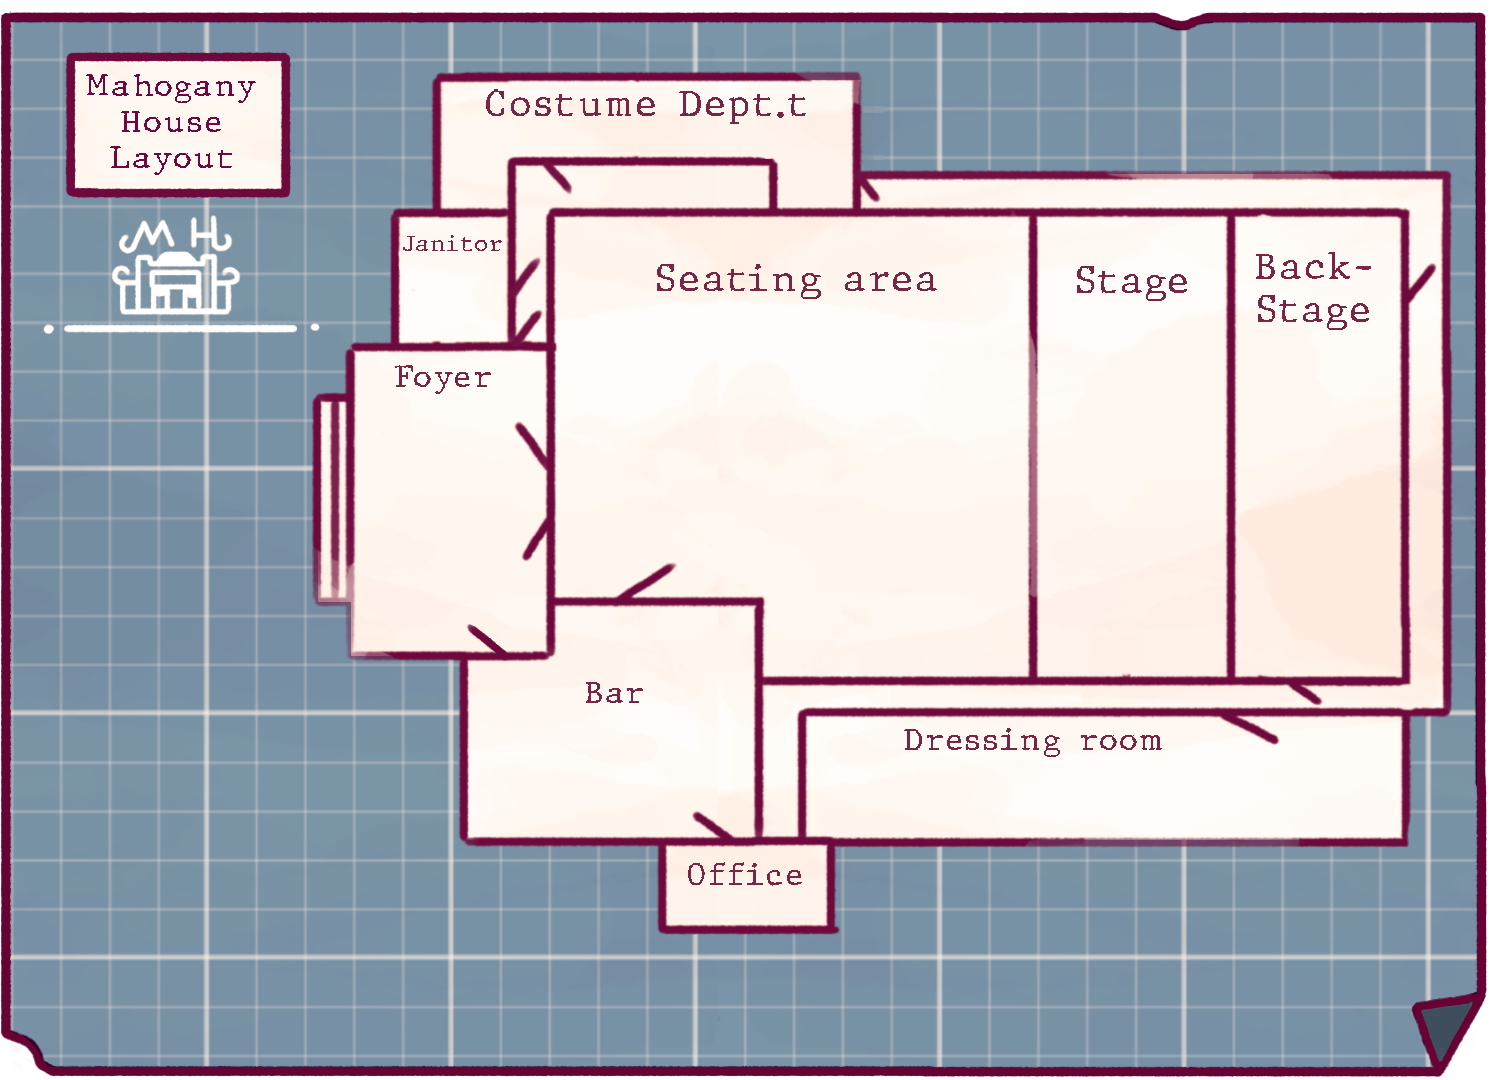 Mahogany
House
Layout
MH
Costume Dept.t
Janitor
Seating area
Stage
Back-
Stage
Foyer
Bar
Dressing room
Office